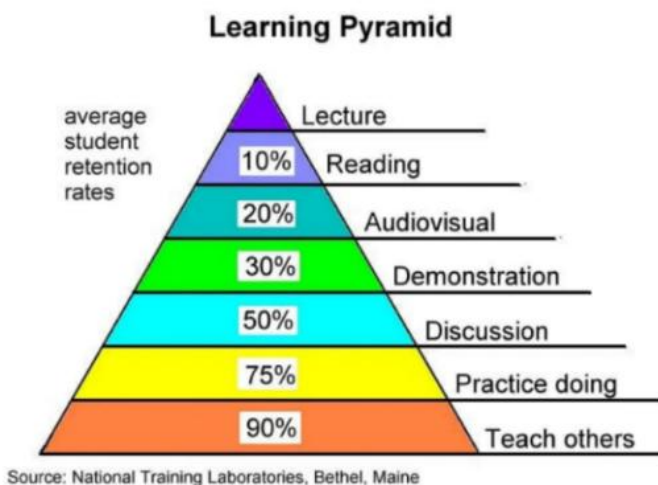 Learning Pyramid
average
student
retention
rates
Lecture
10% Reading
20% Audiovisual
30% Demonstration
50% Discussion
75% Practice doing
90% Teach others
Source: National Training Laboratories, Bethel, Maine